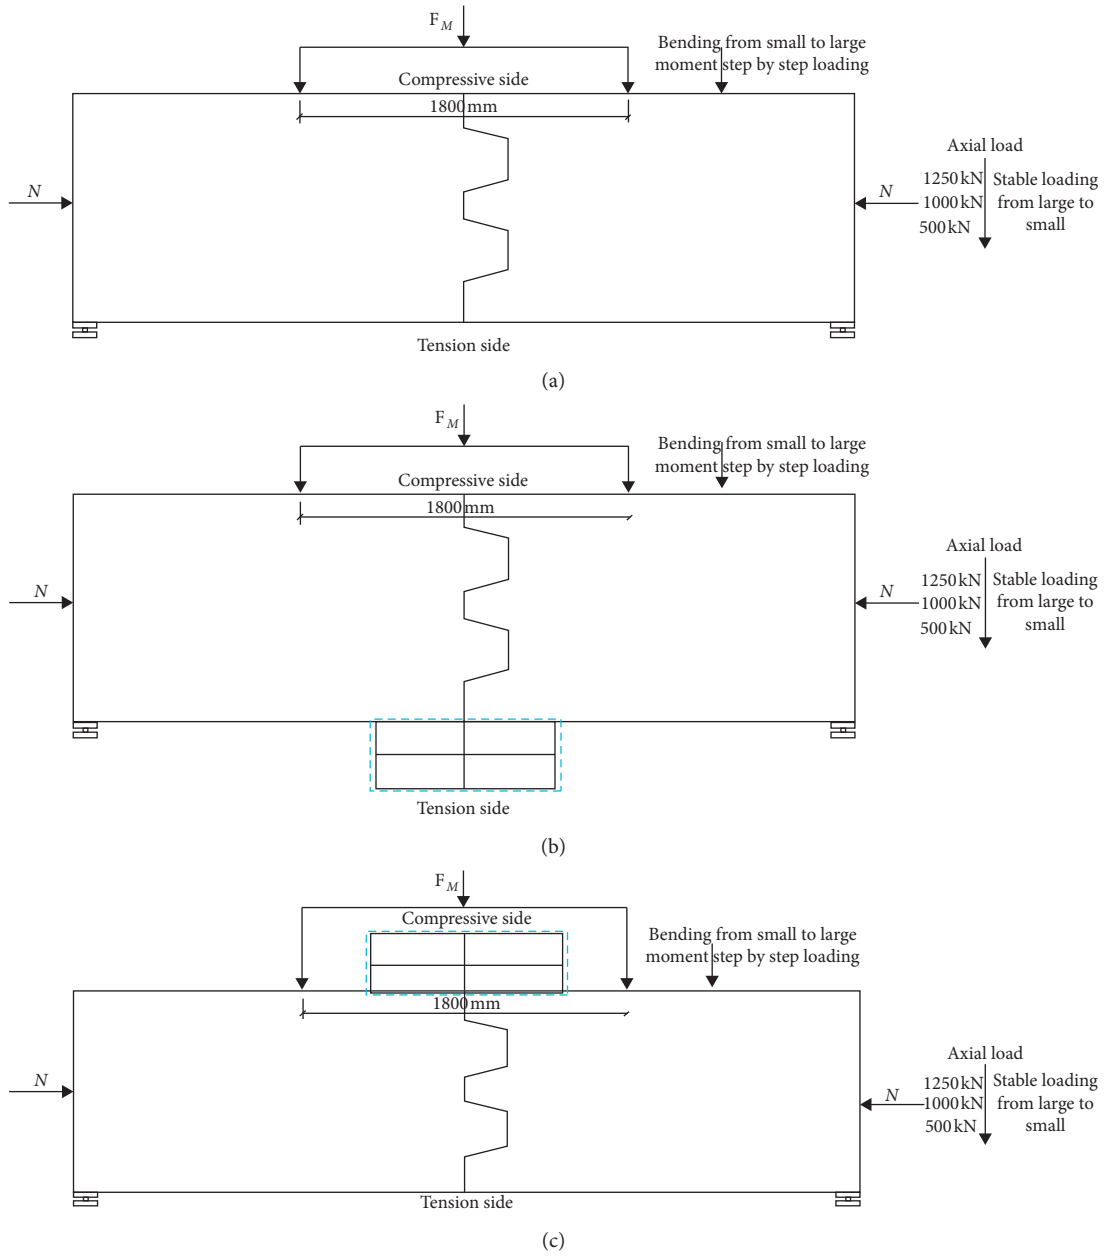 F_M
Bending from small to large
moment step by step loading
Compressive side
1800 mm
Axial load
1250 kN
1000 kN
500 kN
Stable loading
from large to
small
N
N
Tension side
(a)
F_M
Bending from small to large
moment step by step loading
Compressive side
1800 mm
Axial load
1250 kN
1000 kN
500 kN
Stable loading
from large to
small
N
N
Tension side
(b)
F_M
Compressive side
Bending from small to large
moment step by step loading
1800 mm
Axial load
1250 kN
1000 kN
500 kN
Stable loading
from large to
small
N
N
Tension side
(c)